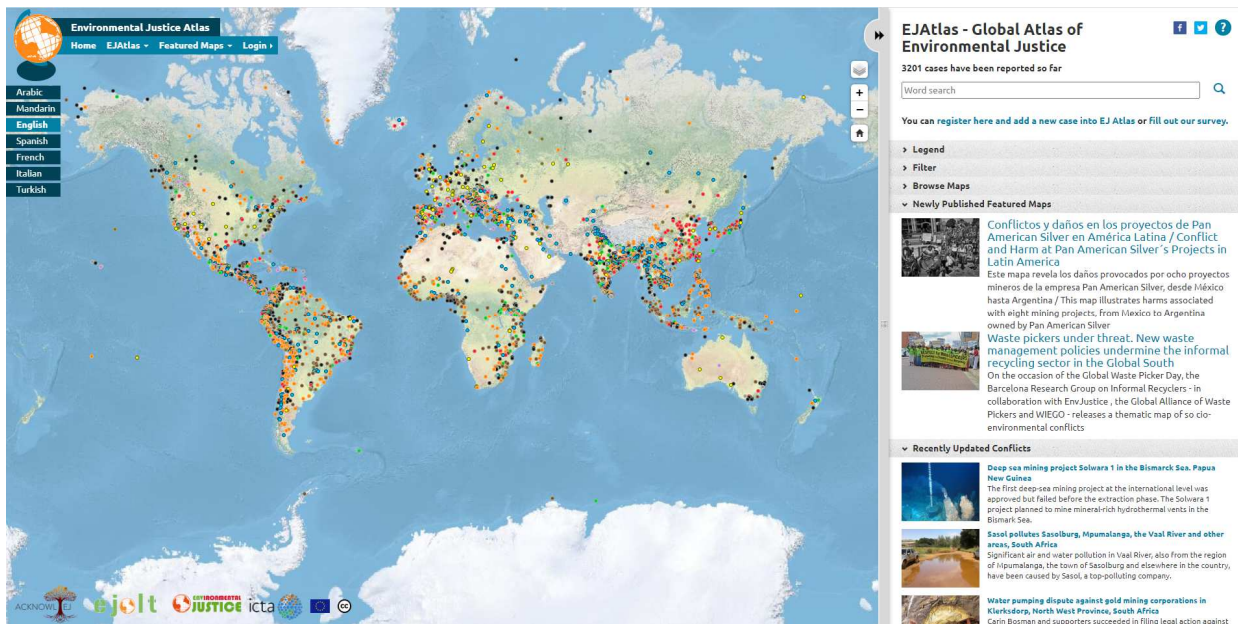 Environmental Justice Atlas
Home EJAtlas Featured Maps Login
Arabic
Mandarin
English
Spanish
French
Italian
Turkish
ACKNOWL EJ
ejolt
ENVIRONMENTAL
JUSTICE
icta
cc
EJAtlas - Global Atlas of
Environmental Justice
f
?
3201 cases have been reported so far
Word search
You can register here and add a new case into EJ Atlas or fill out our survey.
Legend
Filter
Browse Maps
Newly Published Featured Maps
Conflictos y daños en los proyectos de Pan
American Silver en América Latina / Conflict
and Harm at Pan American Silver´s Projects in
Latin America
Este mapa revela los daños provocados por ocho proyectos
mineros de la empresa Pan American Silver, desde México
hasta Argentina / This map illustrates harms associated
with eight mining projects, from Mexico to Argentina
owned by Pan American Silver
Waste pickers under threat. New waste
management policies undermine the informal
recycling sector in the Global South
On the occasion of the Global Waste Picker Day, the
Barcelona Research Group on Informal Recyclers - in
collaboration with EnvJustice , the Global Alliance of Waste
Pickers and WIEGO - releases a thematic map of so cio-
environmental conflicts
Recently Updated Conflicts
Deep sea mining project Solwara 1 in the Bismarck Sea. Papua
New Guinea
The first deep-sea mining project at the international level was
approved but failed before the extraction phase. The Solwara 1
project planned to mine mineral-rich hydrothermal vents in the
Bismark Sea.
Sasol pollutes Sasolburg, Mpumalanga, the Vaal River and other
areas, South Africa
Significant air and water pollution in Vaal River, also from the region
of Mpumalanga, the town of Sasolburg and elsewhere in the country,
have been caused by Sasol, a top-polluting company.
Water pumping dispute against gold mining corporations in
Klerksdorp, North West Province, South Africa
Carin Bosman and supporters succeeded in filing legal action against